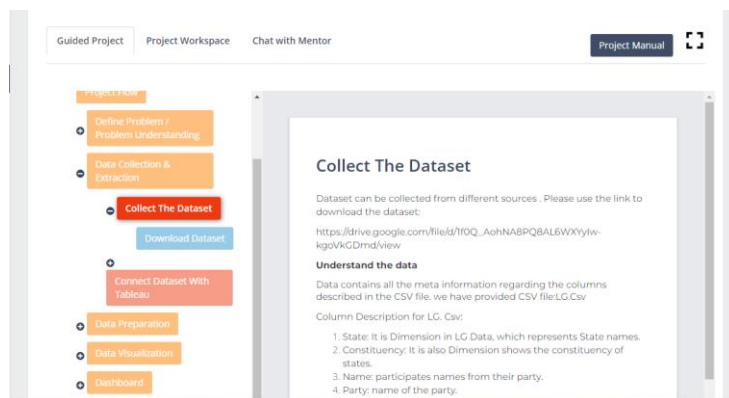 Guided Project
Project Workspace
Chat with Mentor
Project Manual
Project Flow
Define Problem /
Problem Understanding
Data Collection &
Extraction
Collect The Dataset
Download Dataset
Connect Dataset With
Tableau
Data Preparation
Data Visualization
Dashboard
Collect The Dataset
Dataset can be collected from different sources . Please use the link to
download the dataset:
https://drive.google.com/file/d/1f0Q_AohNA8PQ8AL6WXYyIw-
kgoVkGDmd/view
Understand the data
Data contains all the meta information regarding the columns
described in the CSV file. we have provided CSV file:LG.Csv
Column Description for LG. Csv:
1. State: It is Dimension in LG Data, which represents State names.
2. Constituency: It is also Dimension shows the constituency of
states.
3. Name: participates names from their party.
4. Party: name of the party.